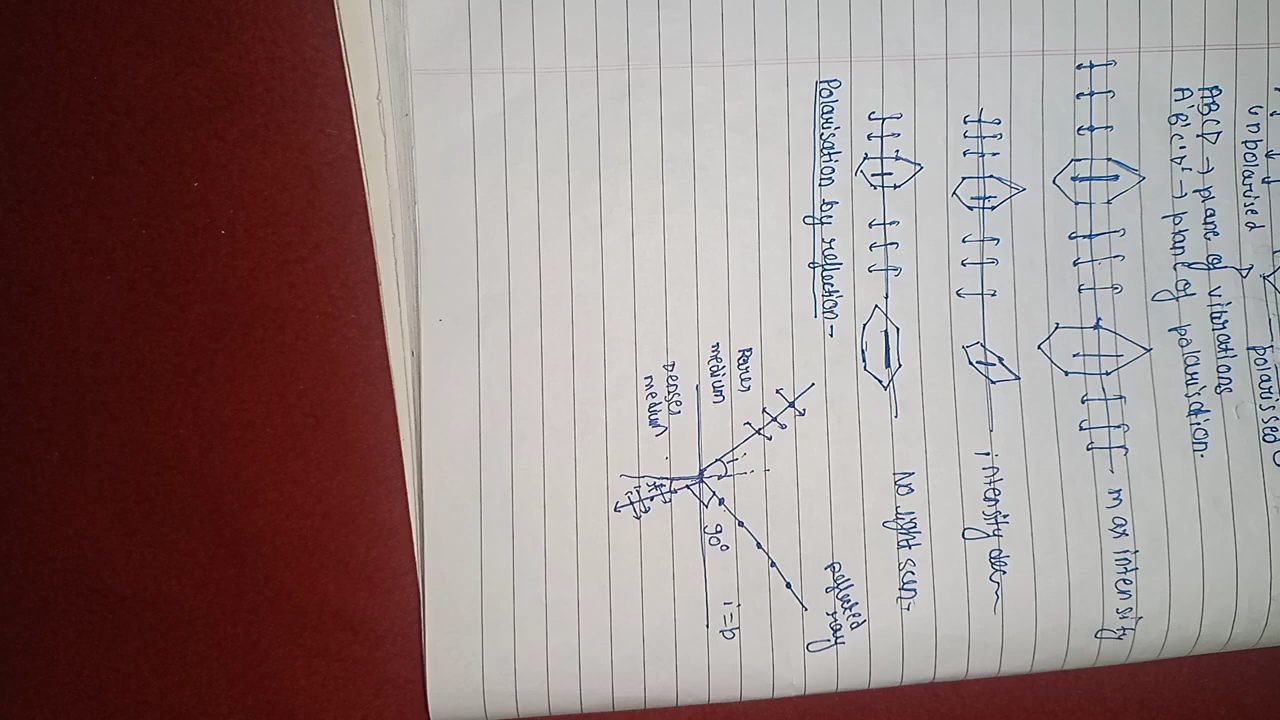 unpolarised polarised
ABCD → plane of vibrations
A'B'C'D' → plane of polarisation.
max intensity
intensity decr
No light seen
Polarisation by reflection-
reflected
ray
Rarer
medium
90°
i=p
Denser
medium